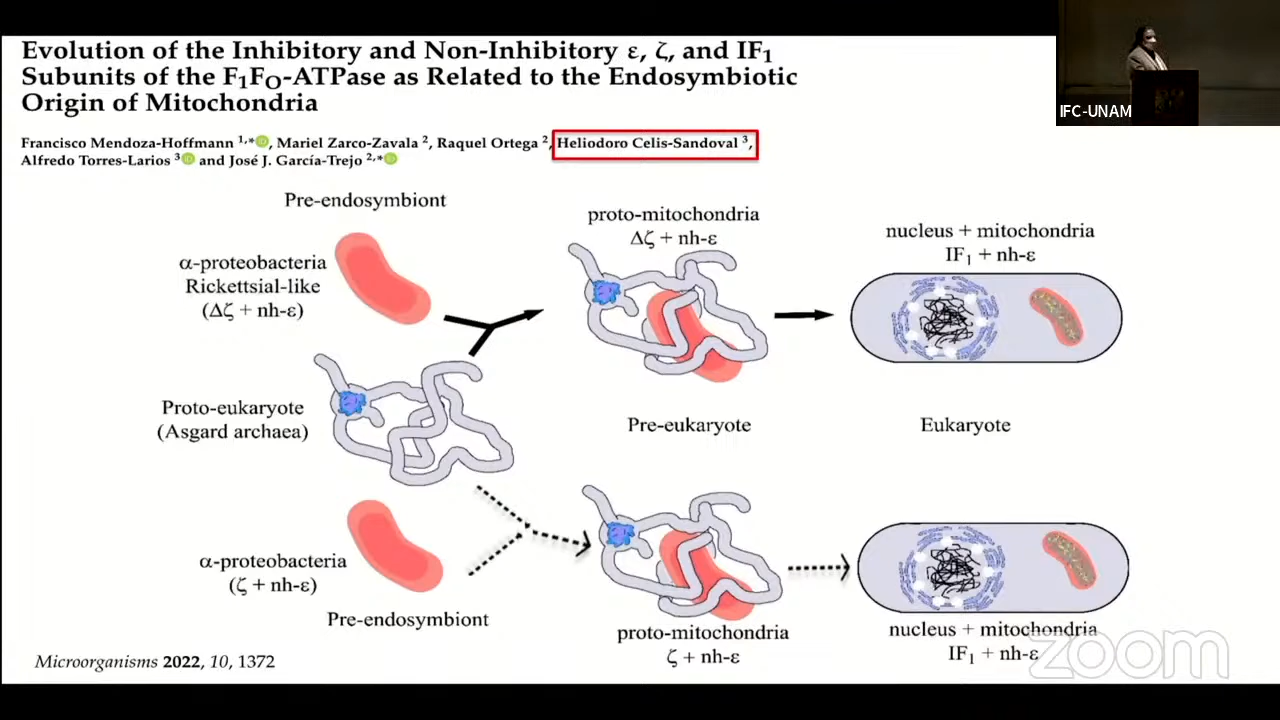 Evolution of the Inhibitory and Non-Inhibitory ε, ζ, and IF₁
Subunits of the F₁F_O-ATPase as Related to the Endosymbiotic
Origin of Mitochondria
Francisco Mendoza-Hoffmann ¹,*, Mariel Zarco-Zavala ², Raquel Ortega ², Heliodoro Celis-Sandoval ³,
Alfredo Torres-Larios ³ and José J. García-Trejo ²,*
IFC-UNAM
Pre-endosymbiont
α-proteobacteria
Rickettsial-like
(Δζ + nh-ε)
proto-mitochondria
Δζ + nh-ε
nucleus + mitochondria
IF₁ + nh-ε
Proto-eukaryote
(Asgard archaea)
Pre-eukaryote
Eukaryote
α-proteobacteria
(ζ + nh-ε)
Pre-endosymbiont
proto-mitochondria
ζ + nh-ε
nucleus + mitochondria
IF₁ + nh-ε
Microorganisms 2022, 10, 1372
zoom